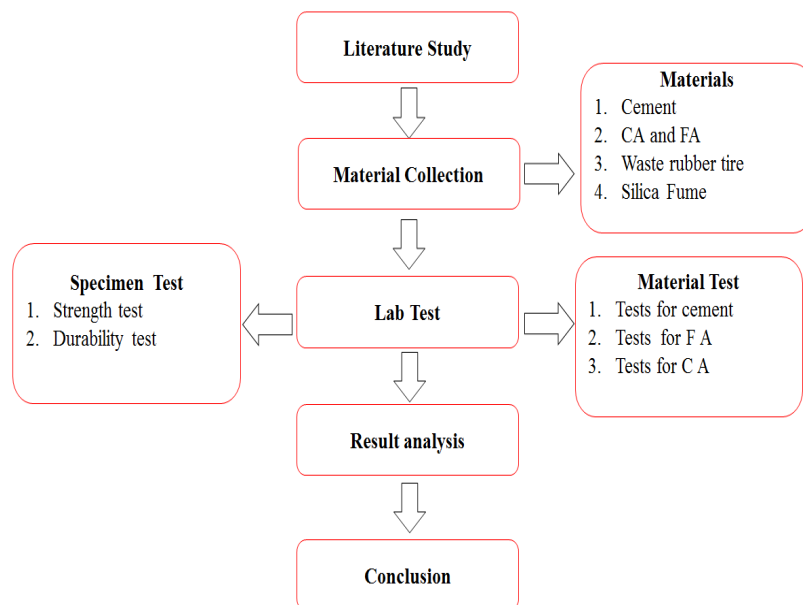 Literature Study
Materials
1. Cement
2. CA and FA
3. Waste rubber tire
4. Silica Fume
Material Collection
Specimen Test
1. Strength test
2. Durability test
Lab Test
Material Test
1. Tests for cement
2. Tests for F A
3. Tests for C A
Result analysis
Conclusion